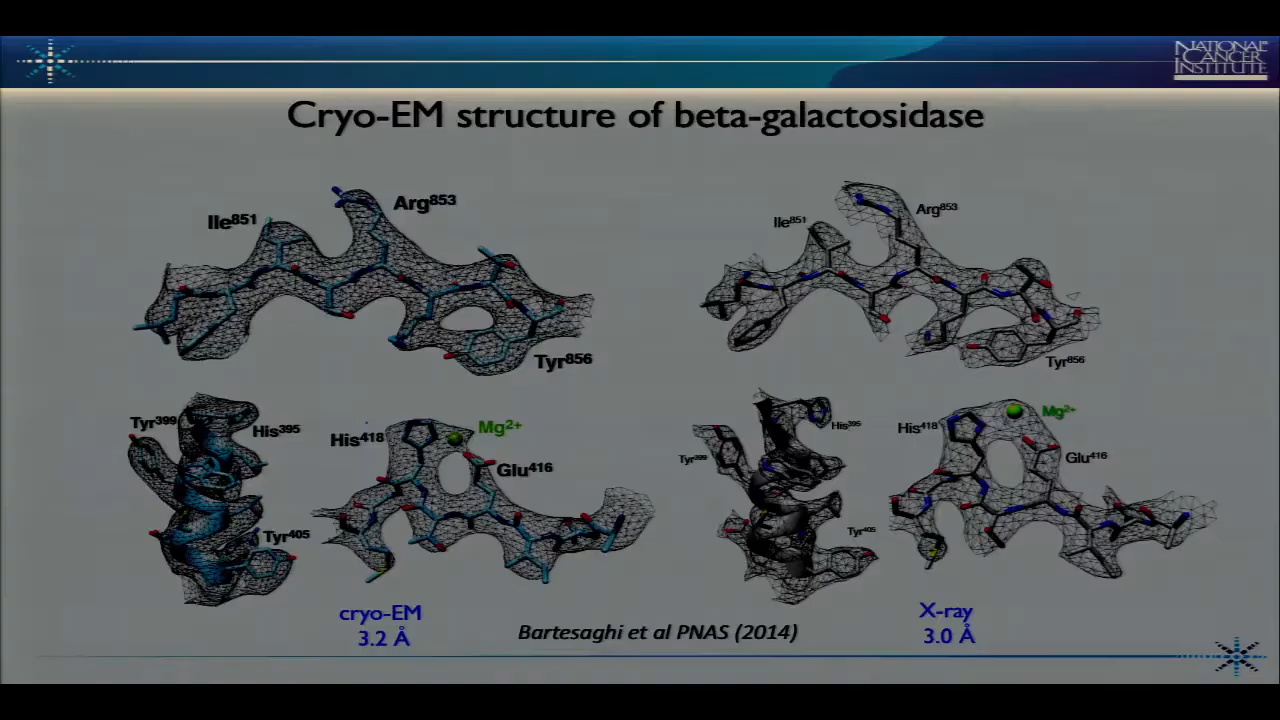 NATIONAL
CANCER
INSTITUTE
Cryo-EM structure of beta-galactosidase
Ile851
Arg853
Tyr856
Ile851
Arg853
Tyr856
Tyr399
His395
Tyr405
His418
Mg2+
Glu416
Tyr399
His395
Tyr405
His418
Mg2+
Glu416
cryo-EM
3.2 Å
Bartesaghi et al PNAS (2014)
X-ray
3.0 Å